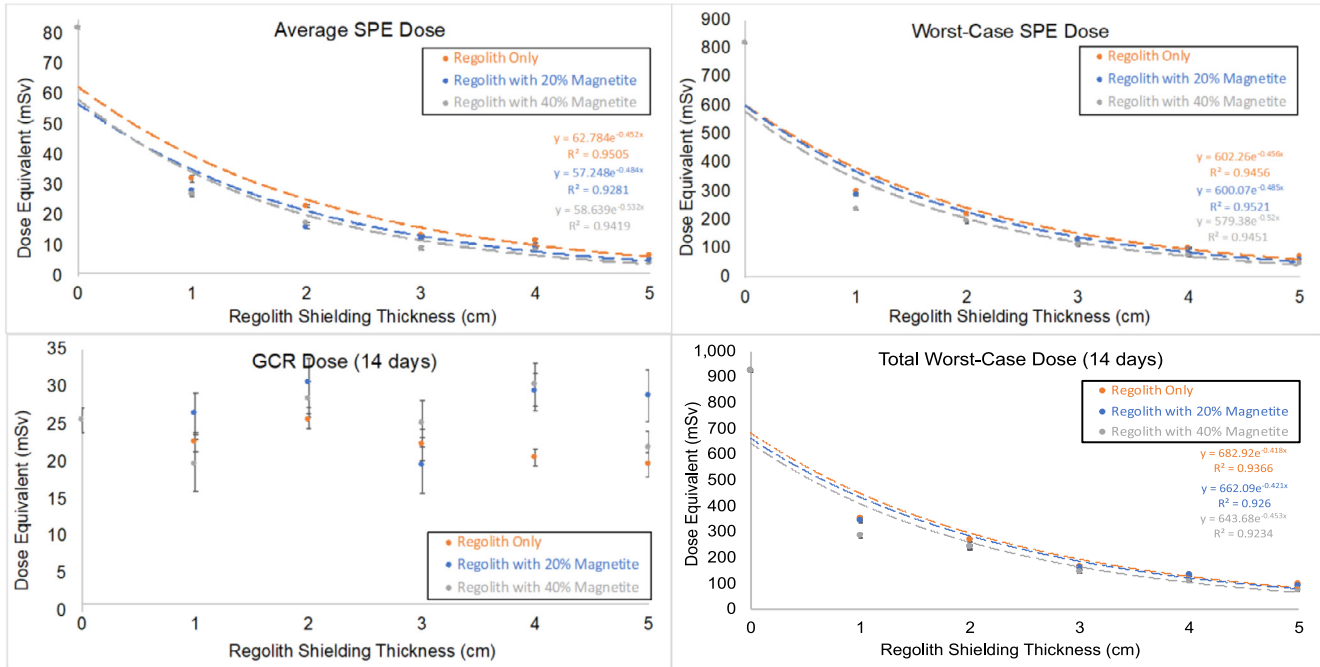 Average SPE Dose
Dose Equivalent (mSv)
80
70
60
50
40
30
20
10
0
Regolith Only
Regolith with 20% Magnetite
Regolith with 40% Magnetite
y = 62.784e^-0.452x
R² = 0.9505
y = 57.248e^-0.484x
R² = 0.9281
y = 58.639e^-0.532x
R² = 0.9419
0 1 2 3 4 5
Regolith Shielding Thickness (cm)
Worst-Case SPE Dose
Dose Equivalent (mSv)
900
800
700
600
500
400
300
200
100
0
Regolith Only
Regolith with 20% Magnetite
Regolith with 40% Magnetite
y = 602.26e^-0.456x
R² = 0.9456
y = 600.07e^-0.485x
R² = 0.9521
y = 579.38e^-0.52x
R² = 0.9451
0 1 2 3 4 5
Regolith Shielding Thickness (cm)
GCR Dose (14 days)
Dose Equivalent (mSv)
35
30
25
20
15
10
5
0
Regolith Only
Regolith with 20% Magnetite
Regolith with 40% Magnetite
0 1 2 3 4 5
Regolith Shielding Thickness (cm)
Total Worst-Case Dose (14 days)
Dose Equivalent (mSv)
1,000
900
800
700
600
500
400
300
200
100
0
Regolith Only
Regolith with 20% Magnetite
Regolith with 40% Magnetite
y = 682.92e^-0.418x
R² = 0.9366
y = 662.09e^-0.421x
R² = 0.926
y = 643.68e^-0.453x
R² = 0.9234
0 1 2 3 4 5
Regolith Shielding Thickness (cm)